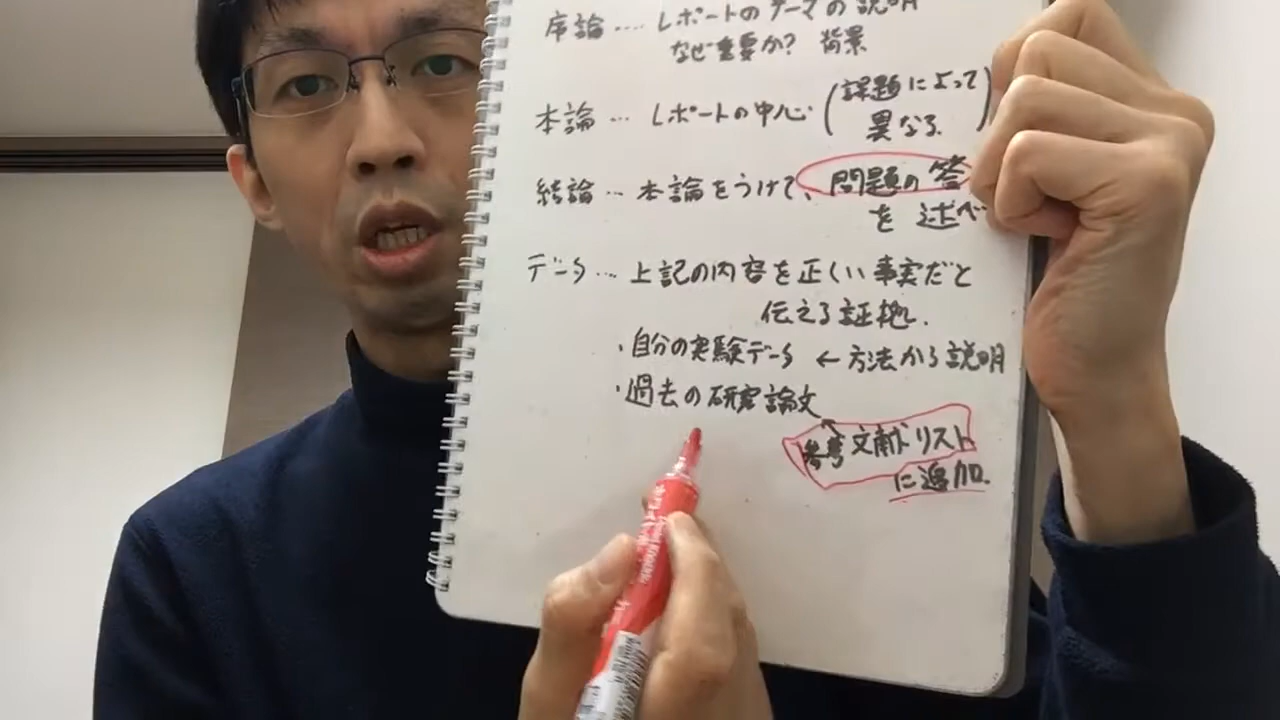 序論 .... レポートのテーマの説明
なぜ重要か? 背景
本論 ... レポートの中心 (課題によって
異なる)
結論 ... 本論をうけて、問題の答
を述べ
データ ... 上記の内容を正しい事実だと
伝える証拠.
・自分の実験データ ← 方法から説明
・過去の研究論文
参考文献リスト
に追加.